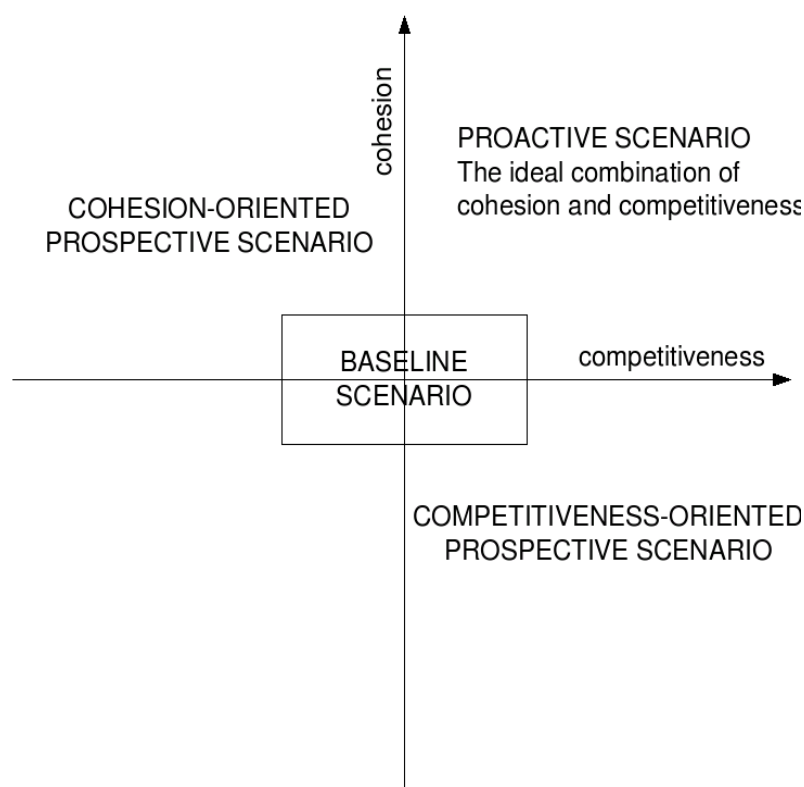 cohesion
PROACTIVE SCENARIO
The ideal combination of
cohesion and competitiveness
COHESION-ORIENTED
PROSPECTIVE SCENARIO
BASELINE
SCENARIO
competitiveness
COMPETITIVENESS-ORIENTED
PROSPECTIVE SCENARIO